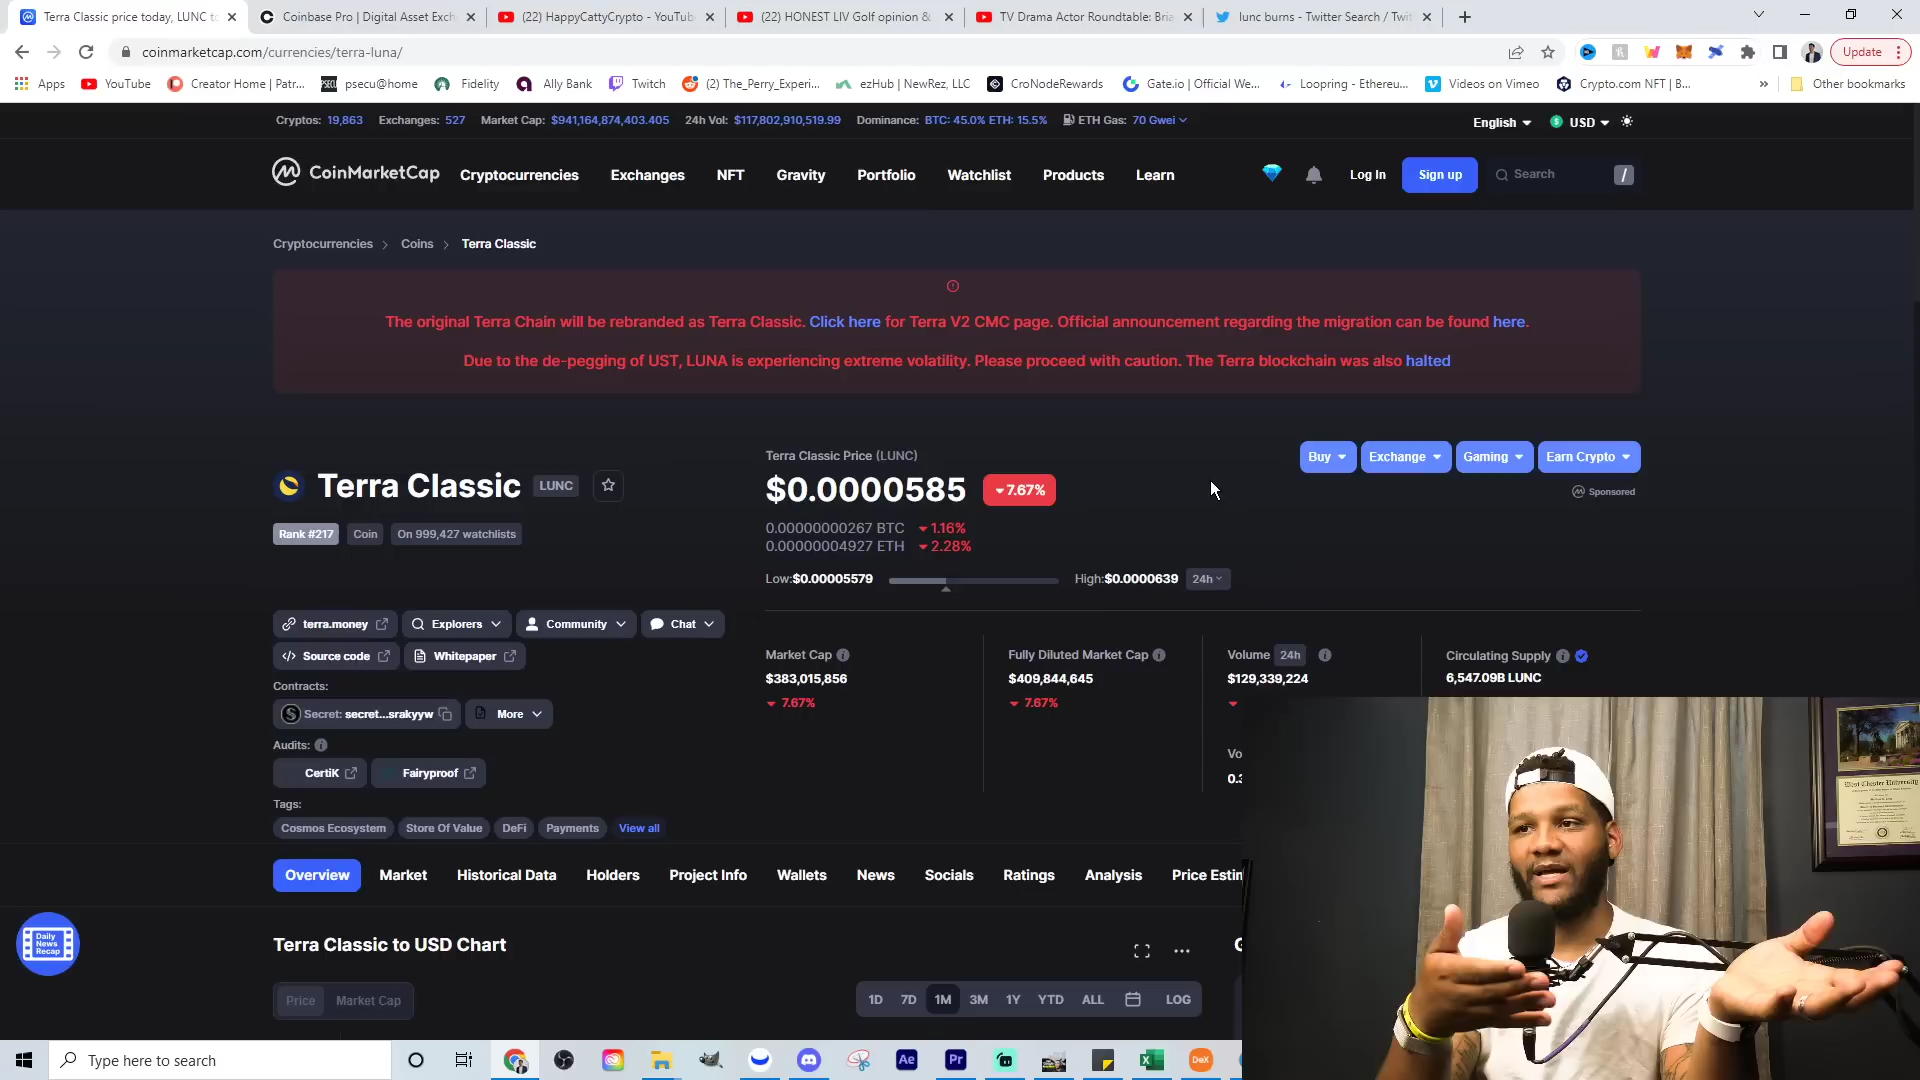 Terra Classic price today, LUNC to
Coinbase Pro | Digital Asset Exch
(22) HappyCattyCrypto - YouTub
(22) HONEST LIV Golf opinion &
TV Drama Actor Roundtable: Bria
lunc burns - Twitter Search / Twit
coinmarketcap.com/currencies/terra-luna/
Update
Apps
YouTube
Creator Home | Patr...
psecu@home
Fidelity
Ally Bank
Twitch
(2) The_Perry_Experi...
ezHub | NewRez, LLC
CroNodeRewards
Gate.io | Official We...
Loopring - Ethereu...
Videos on Vimeo
Crypto.com NFT | B...
»
Other bookmarks
Cryptos: 19,863 Exchanges: 527 Market Cap: $941,164,874,403.405 24h Vol: $117,802,910,519.99 Dominance: BTC: 45.0% ETH: 15.5% ETH Gas: 70 Gwei
English
USD
CoinMarketCap
Cryptocurrencies
Exchanges
NFT
Gravity
Portfolio
Watchlist
Products
Learn
Log In
Sign up
Search
/
Cryptocurrencies > Coins > Terra Classic
The original Terra Chain will be rebranded as Terra Classic. Click here for Terra V2 CMC page. Official announcement regarding the migration can be found here.
Due to the de-pegging of UST, LUNA is experiencing extreme volatility. Please proceed with caution. The Terra blockchain was also halted
Terra Classic LUNC
Rank #217
Coin
On 999,427 watchlists
Terra Classic Price (LUNC)
$0.0000585
7.67%
0.00000000267 BTC 1.16%
0.00000004927 ETH 2.28%
Low:$0.00005579
High:$0.0000639
24h
Buy
Exchange
Gaming
Earn Crypto
Sponsored
terra.money
Explorers
Community
Chat
Source code
Whitepaper
Contracts:
Secret: secret...srakyyw
More
Audits:
CertiK
Fairyproof
Tags:
Cosmos Ecosystem
Store Of Value
DeFi
Payments
View all
Market Cap
$383,015,856
7.67%
Fully Diluted Market Cap
$409,844,645
7.67%
Volume 24h
$129,339,224
Vo
0.3
Circulating Supply
6,547.09B LUNC
Overview
Market
Historical Data
Holders
Project Info
Wallets
News
Socials
Ratings
Analysis
Price Estin
Daily
News
Recap
Terra Classic to USD Chart
Price
Market Cap
1D
7D
1M
3M
1Y
YTD
ALL
LOG
West Chester University
Type here to search
Ae
Pr
DeX